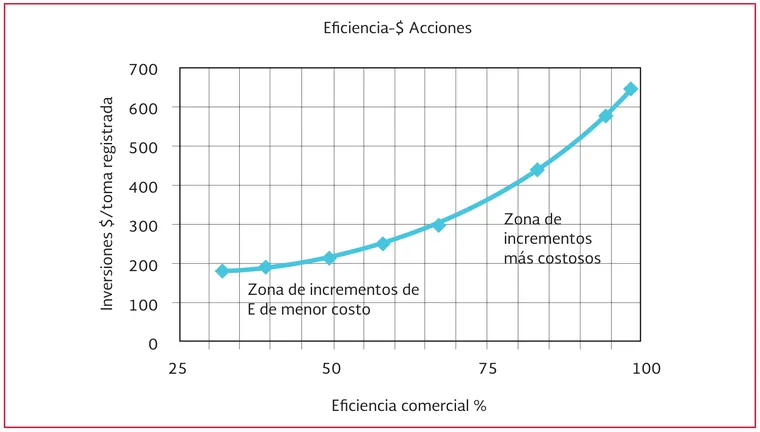 Eficiencia-$ Acciones
Inversiones $/toma registrada
700
600
500
400
300
200
100
0
Zona de
incrementos
más costosos
Zona de incrementos de
E de menor costo
25 50 75 100
Eficiencia comercial %